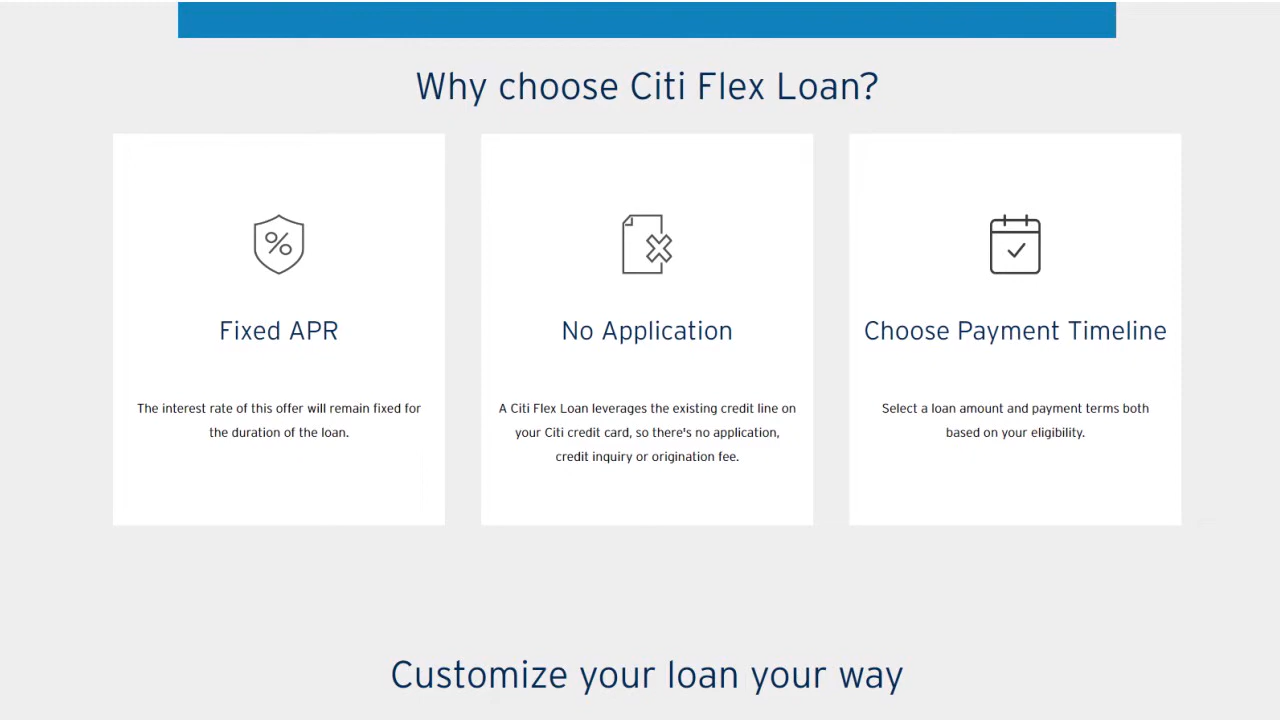 Why choose Citi Flex Loan?
Fixed APR
The interest rate of this offer will remain fixed for
the duration of the loan.
No Application
A Citi Flex Loan leverages the existing credit line on
your Citi credit card, so there's no application,
credit inquiry or origination fee.
Choose Payment Timeline
Select a loan amount and payment terms both
based on your eligibility.
Customize your loan your way